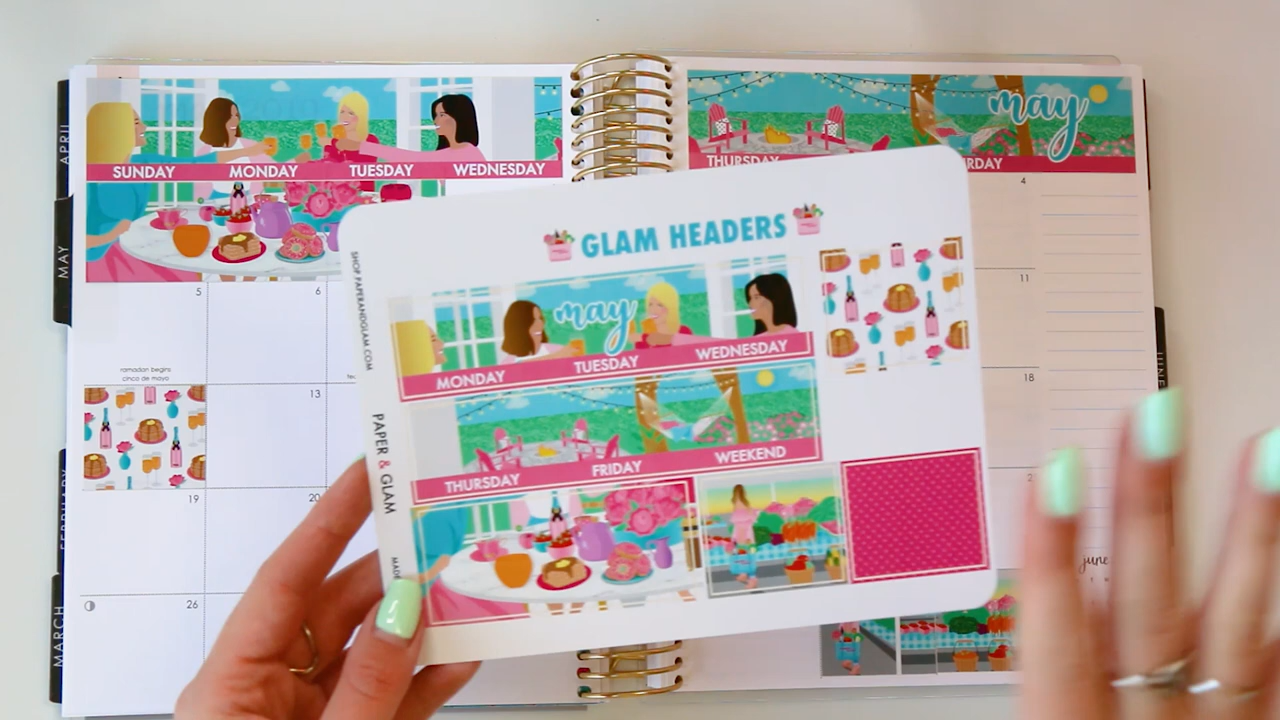 SUNDAY MONDAY TUESDAY WEDNESDAY
may
THURSDAY
4
5 6
11
ramadan begins
cinco de mayo
13
18
19 20
26
APRIL
MAY
FEBRUARY
MARCH
GLAM HEADERS
may
MONDAY TUESDAY WEDNESDAY
THURSDAY FRIDAY WEEKEND
SHOP PAPERANDGLAM.COM
PAPER & GLAM
june